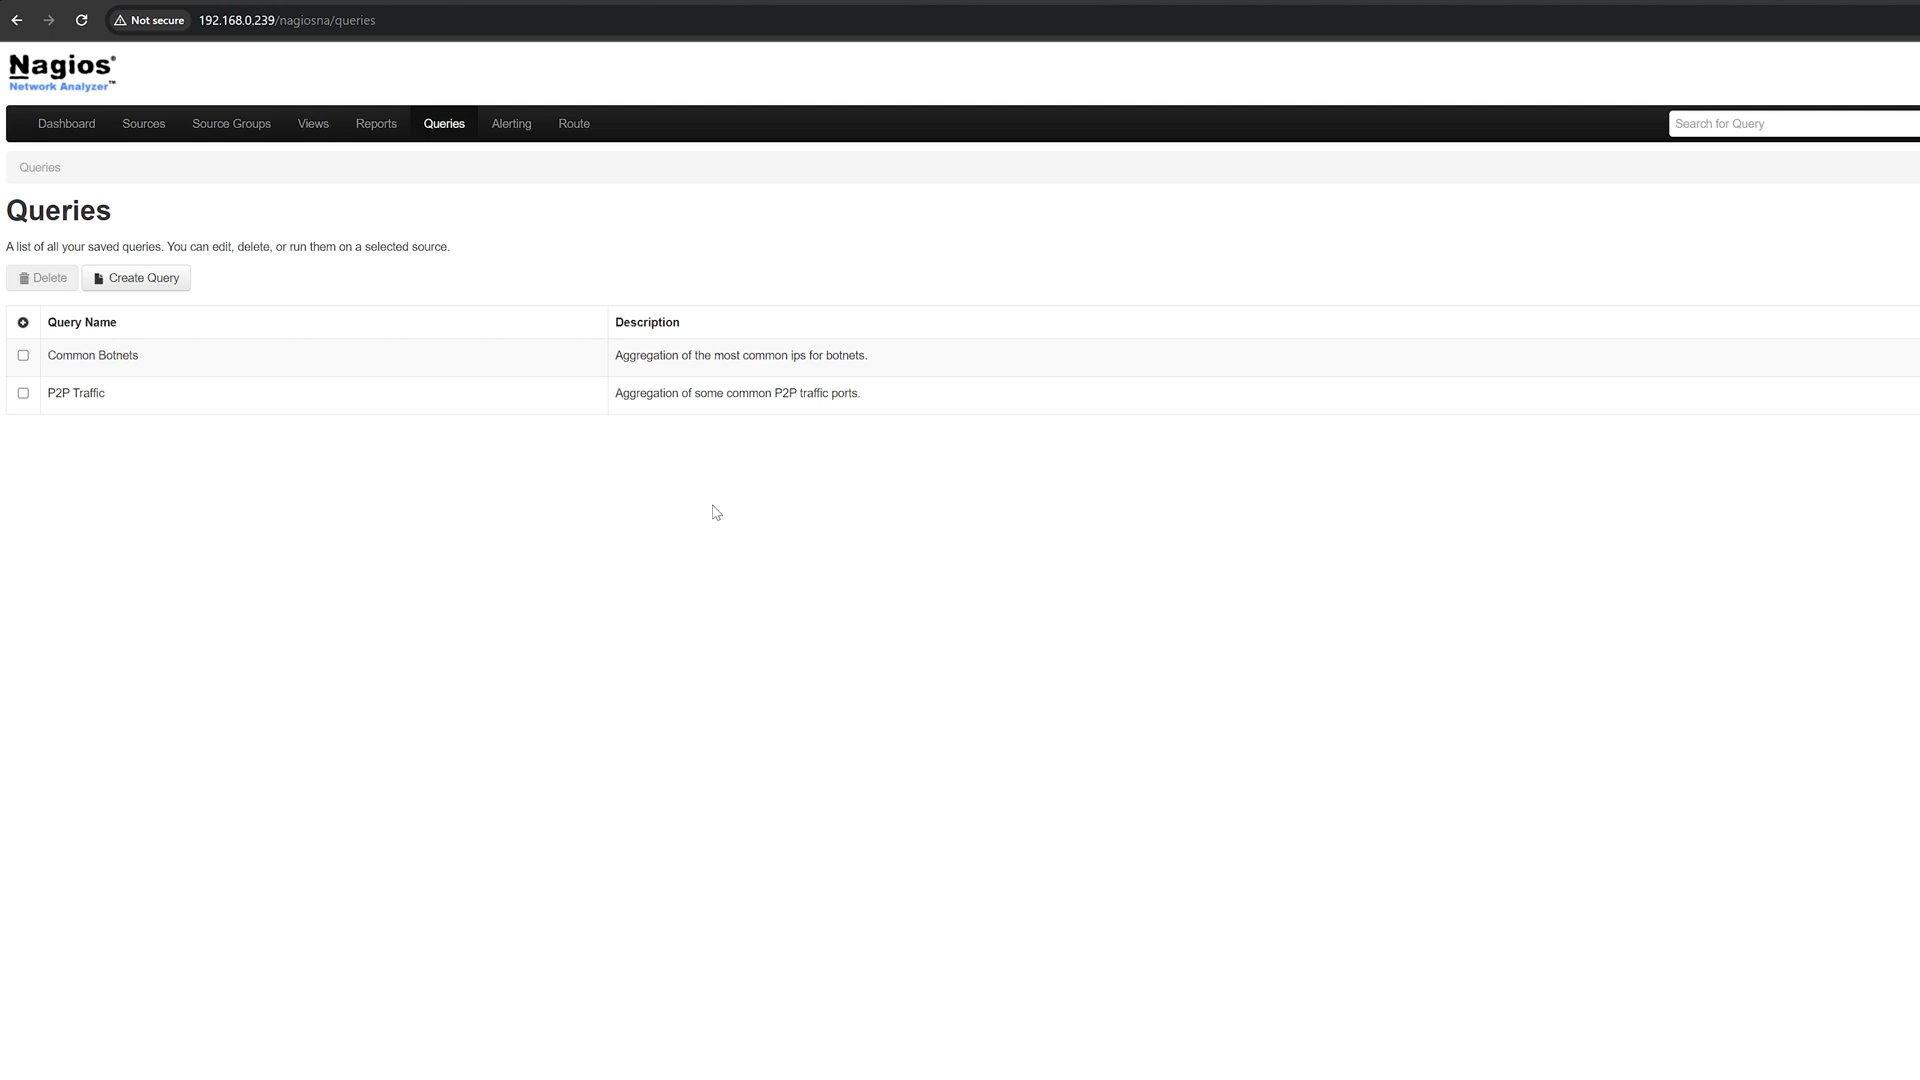 Not secure 192.168.0.239/nagiosna/queries
Nagios®
Network Analyzer™
Dashboard Sources Source Groups Views Reports Queries Alerting Route Search for Query
Queries
Queries
A list of all your saved queries. You can edit, delete, or run them on a selected source.
Delete Create Query
Query Name Description
Common Botnets Aggregation of the most common ips for botnets.
P2P Traffic Aggregation of some common P2P traffic ports.